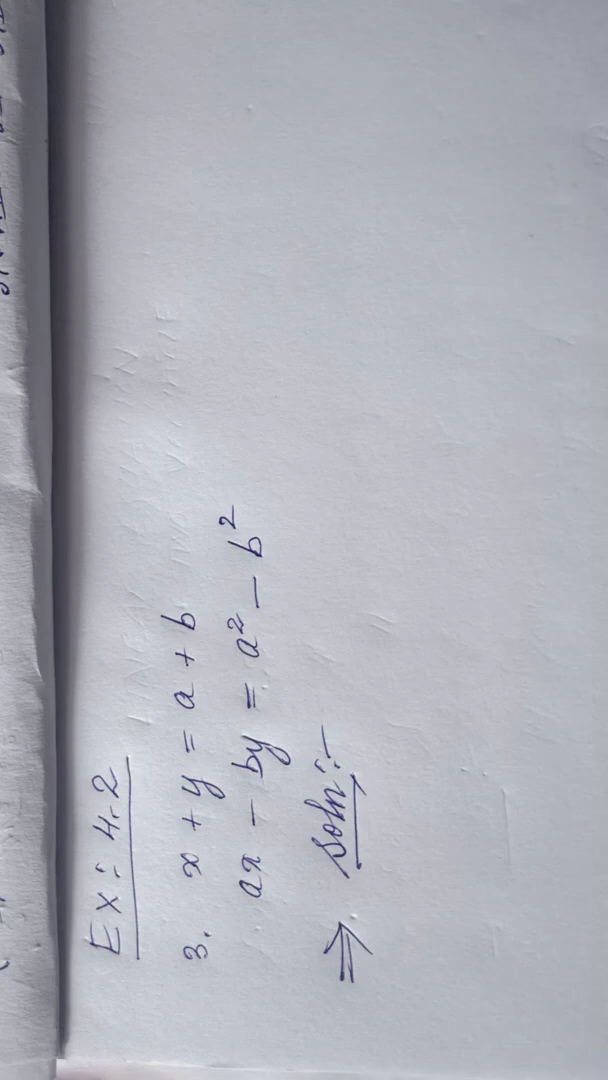 Ex: 4.2
3. x + y = a + b
ax - by = a² - b²
⇒ Soln:-